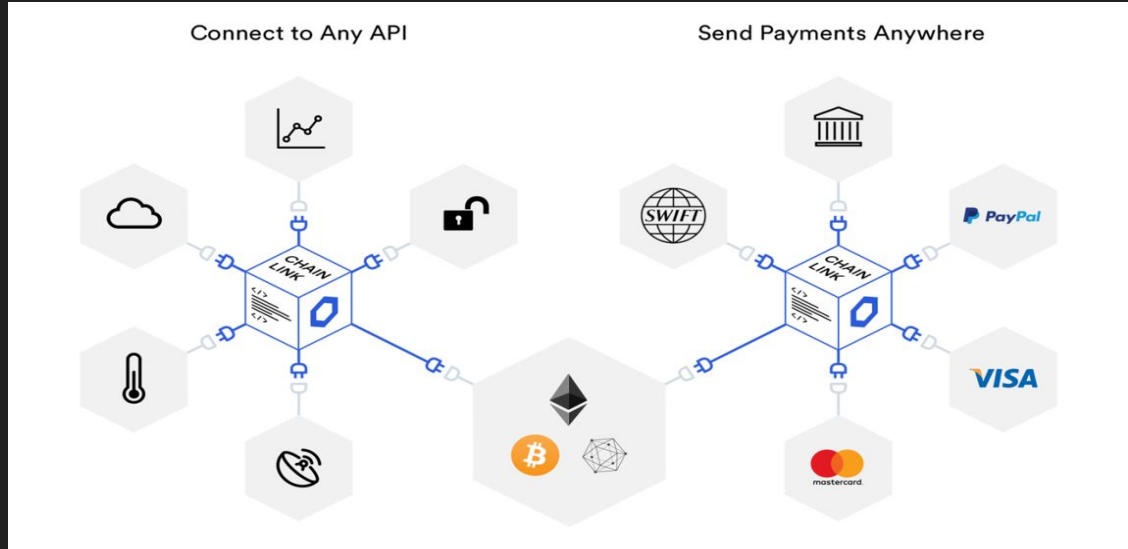 Connect to Any API
Send Payments Anywhere
SWIFT
PayPal
CHAIN
LINK
</>
</>
CHAIN
LINK
</>
</>
VISA
mastercard.